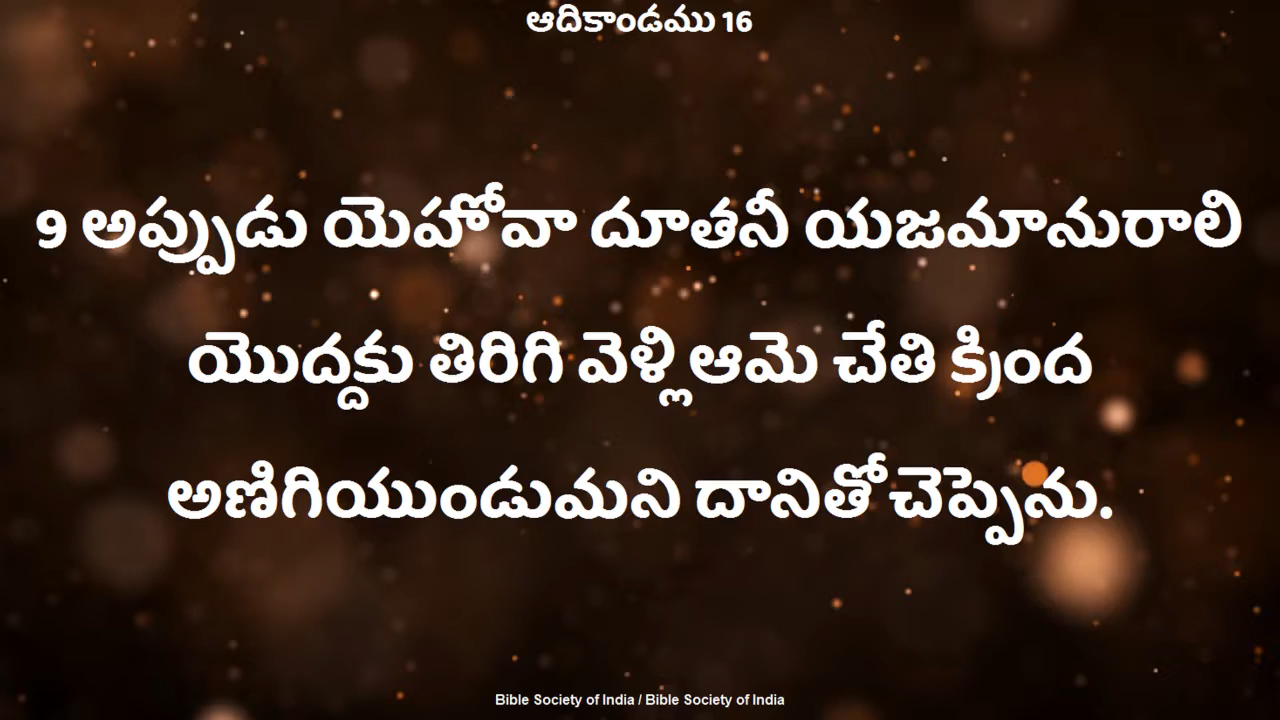 ఆదికాండము 16
9 అప్పుడు యెహోవా దూతనీ యజమానురాలి
యొద్దకు తిరిగి వెళ్లి ఆమె చేతి క్రింద
అణిగియుండుమని దానితో చెప్పెను.
Bible Society of India / Bible Society of India